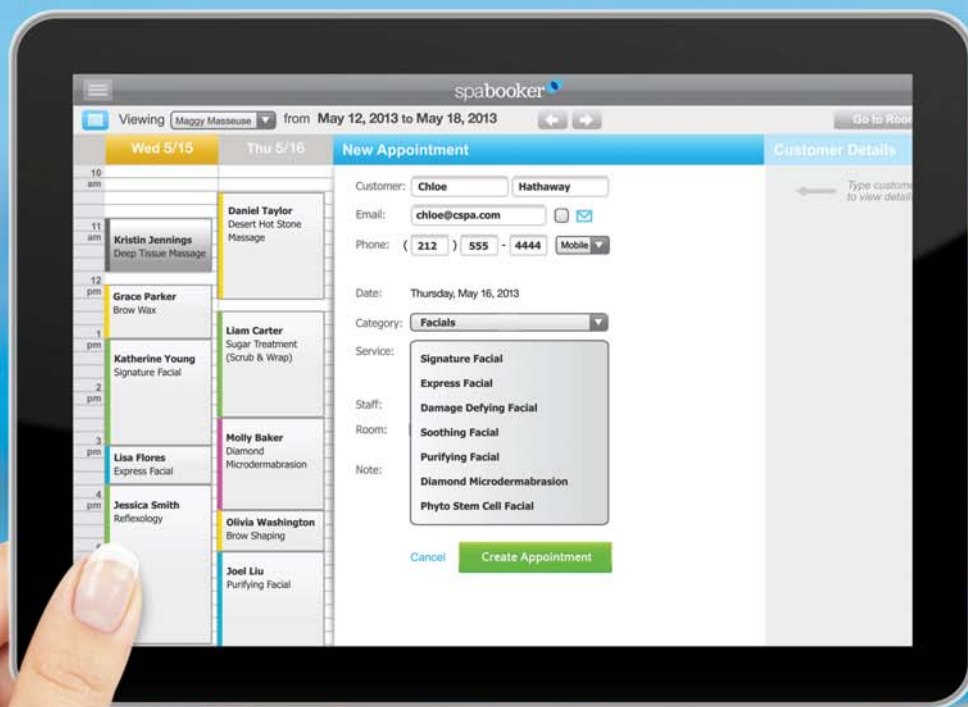 spabooker
Viewing Maggy Masseuse from May 12, 2013 to May 18, 2013
Go to Room
Wed 5/15
Thu 5/16
New Appointment
Customer Details
10
am
11
am
12
pm
1
pm
2
pm
3
pm
4
pm
Kristin Jennings
Deep Tissue Massage
Grace Parker
Brow Wax
Katherine Young
Signature Facial
Lisa Flores
Express Facial
Jessica Smith
Reflexology
Daniel Taylor
Desert Hot Stone
Massage
Liam Carter
Sugar Treatment
(Scrub & Wrap)
Molly Baker
Diamond
Microdermabrasion
Olivia Washington
Brow Shaping
Joel Liu
Purifying Facial
Customer: Chloe Hathaway
Email: chloe@cspa.com
Phone: ( 212 ) 555 - 4444 Mobile
Date: Thursday, May 16, 2013
Category: Facials
Service:
Signature Facial
Express Facial
Damage Defying Facial
Soothing Facial
Purifying Facial
Diamond Microdermabrasion
Phyto Stem Cell Facial
Staff:
Room:
Note:
Cancel
Create Appointment
Type custome
to view detail